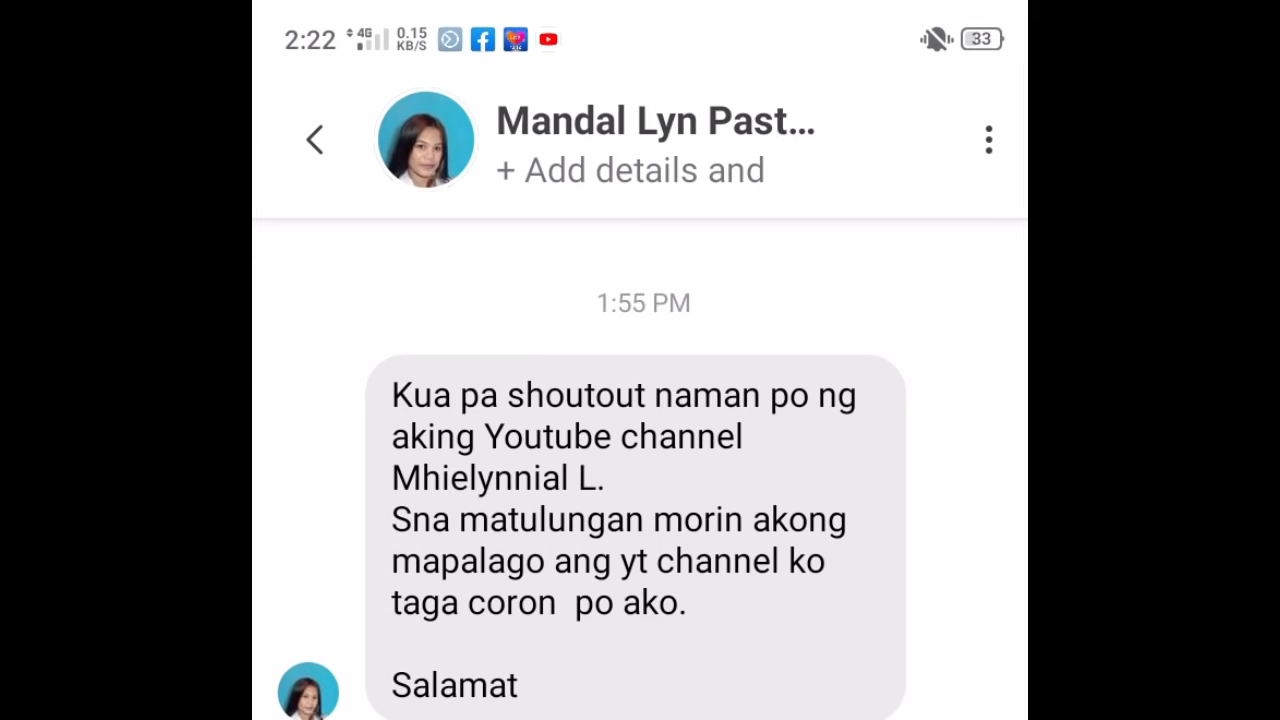 2:22 4G 0.15 KB/S 33
Mandal Lyn Past...
+ Add details and
1:55 PM
Kua pa shoutout naman po ng
aking Youtube channel
Mhielynnial L.
Sna matulungan morin akong
mapalago ang yt channel ko
taga coron po ako.
Salamat